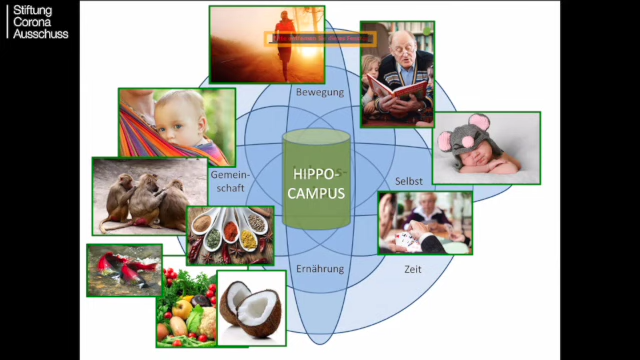 Stiftung
Corona
Ausschuss
Bewegung
Gemein-
schaft
HIPPO-
CAMPUS
Selbst
Ernährung
Zeit